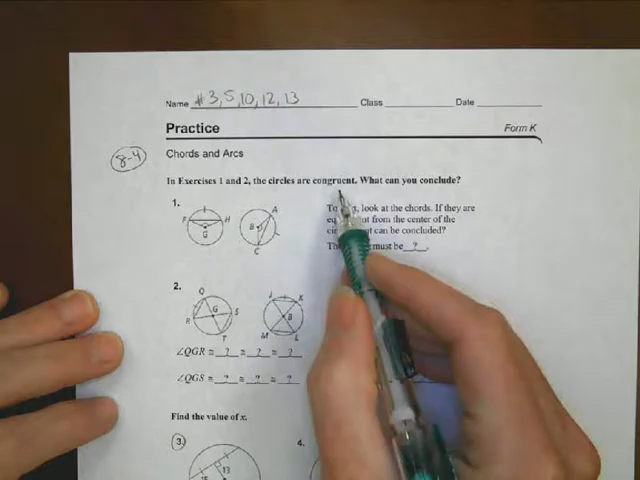 Name #3,5,10,12,13 Class Date
Practice Form K
8-4 Chords and Arcs
In Exercises 1 and 2, the circles are congruent. What can you conclude?
1.
F I H G
A B C
look at the chords. If they are
from the center of the
can be concluded?
must be ?.
2.
Q G S R T
J K B M L
∠QGR ≅ ? ≅ ? ≅ ?
∠QGS ≅ ? ≅ ? ≅ ?
Find the value of x.
3. 4.
13